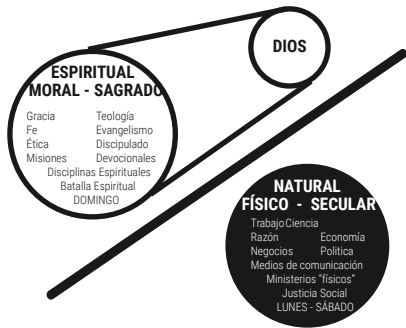 DIOS
ESPIRITUAL
MORAL - SAGRADO
Gracia Teología
Fe Evangelismo
Ética Discipulado
Misiones Devocionales
Disciplinas Espirituales
Batalla Espiritual
DOMINGO
NATURAL
FÍSICO - SECULAR
Trabajo Ciencia
Razón Economía
Negocios Politica
Medios de comunicación
Ministerios “físicos”
Justicia Social
LUNES - SÁBADO